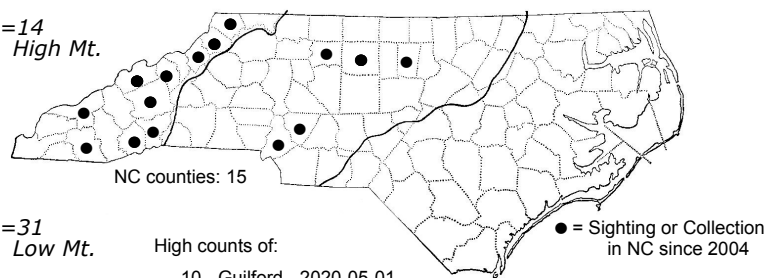 =14
High Mt.
NC counties: 15
=31
Low Mt.
High counts of:
● = Sighting or Collection
in NC since 2004
10 - Guilford - 2020-05-01